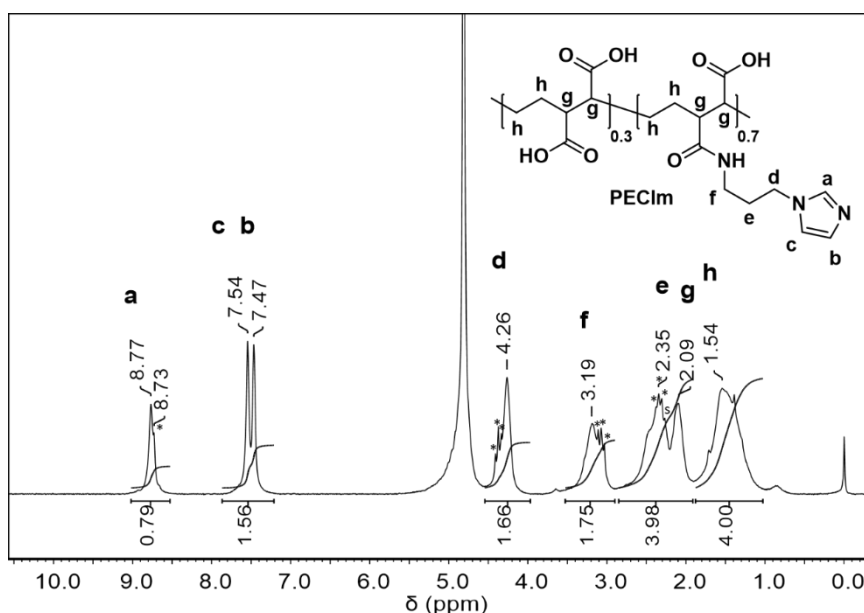 O OH
O OH
h g g h g g
h 0.3 h 0.7
HO O O NH
PECIm
f e d N a N c b
c b
a
d
e g h
f
8.77
8.73
*
7.54
7.47
4.26
* * *
3.19
* * *
2.35
* * *
s
2.09
1.54
0.79
1.56
1.66
1.75
3.98
4.00
10.0 9.0 8.0 7.0 6.0 5.0 4.0 3.0 2.0 1.0 0.0
δ (ppm)